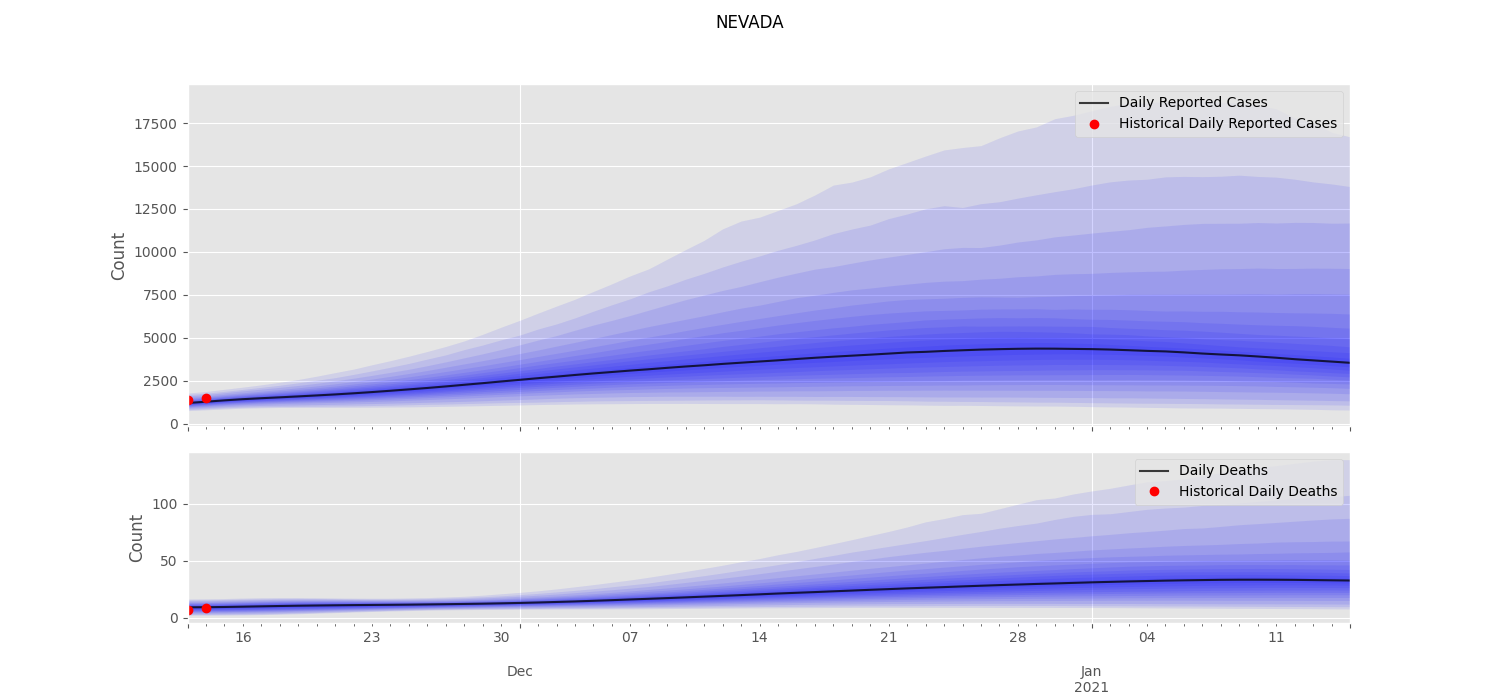 NEVADA
Daily Reported Cases
Historical Daily Reported Cases
Count
17500
15000
12500
10000
7500
5000
2500
0
Daily Deaths
Historical Daily Deaths
Count
100
50
0
16 23 30 07 14 21 28 04 11
Dec Jan
2021